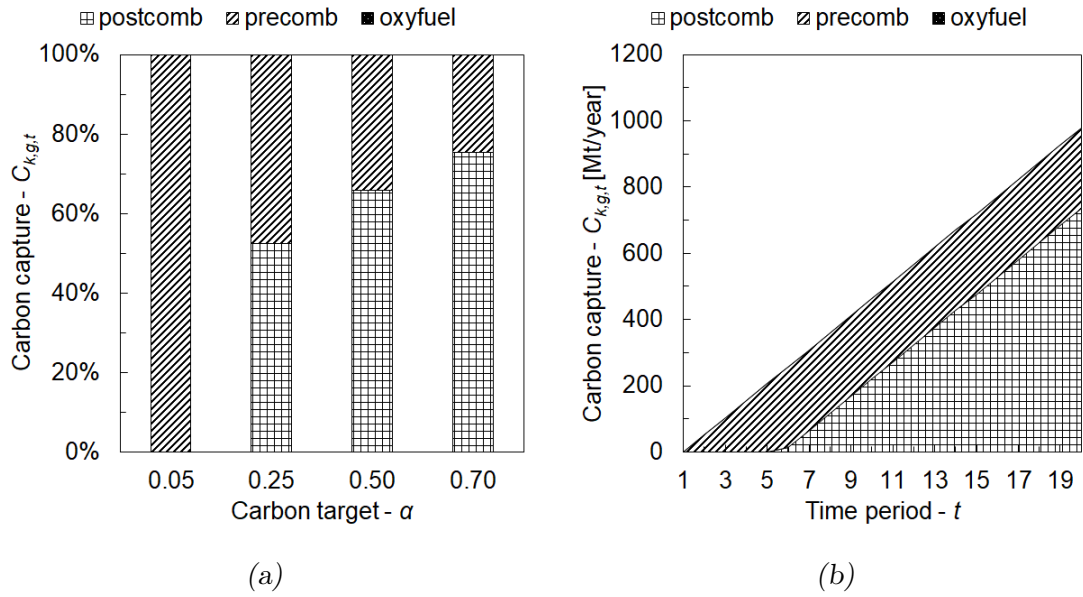 postcomb precomb oxyfuel
100%
80%
60%
40%
20%
0%
Carbon capture - C_{k,g,t}
0.05 0.25 0.50 0.70
Carbon target - α
(a)
postcomb precomb oxyfuel
1200
1000
800
600
400
200
0
Carbon capture - C_{k,g,t} [Mt/year]
1 3 5 7 9 11 13 15 17 19
Time period - t
(b)